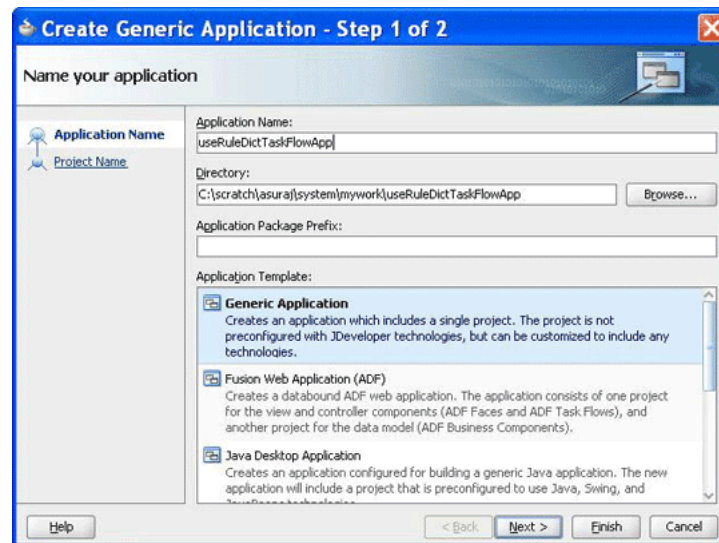 Create Generic Application - Step 1 of 2
Name your application
Application Name
Project Name
Application Name:
useRuleDictTaskFlowApp
Directory:
C:\scratch\asuraj\system\mywork\useRuleDictTaskFlowApp
Browse...
Application Package Prefix:
Application Template:
Generic Application
Creates an application which includes a single project. The project is not
preconfigured with JDeveloper technologies, but can be customized to include any
technologies.
Fusion Web Application (ADF)
Creates a databound ADF web application. The application consists of one project
for the view and controller components (ADF Faces and ADF Task Flows), and
another project for the data model (ADF Business Components).
Java Desktop Application
Creates an application configured for building a generic Java application. The new
application will include a project that is preconfigured to use Java, Swing, and
JavaBeans technologies.
Help
< Back
Next >
Finish
Cancel